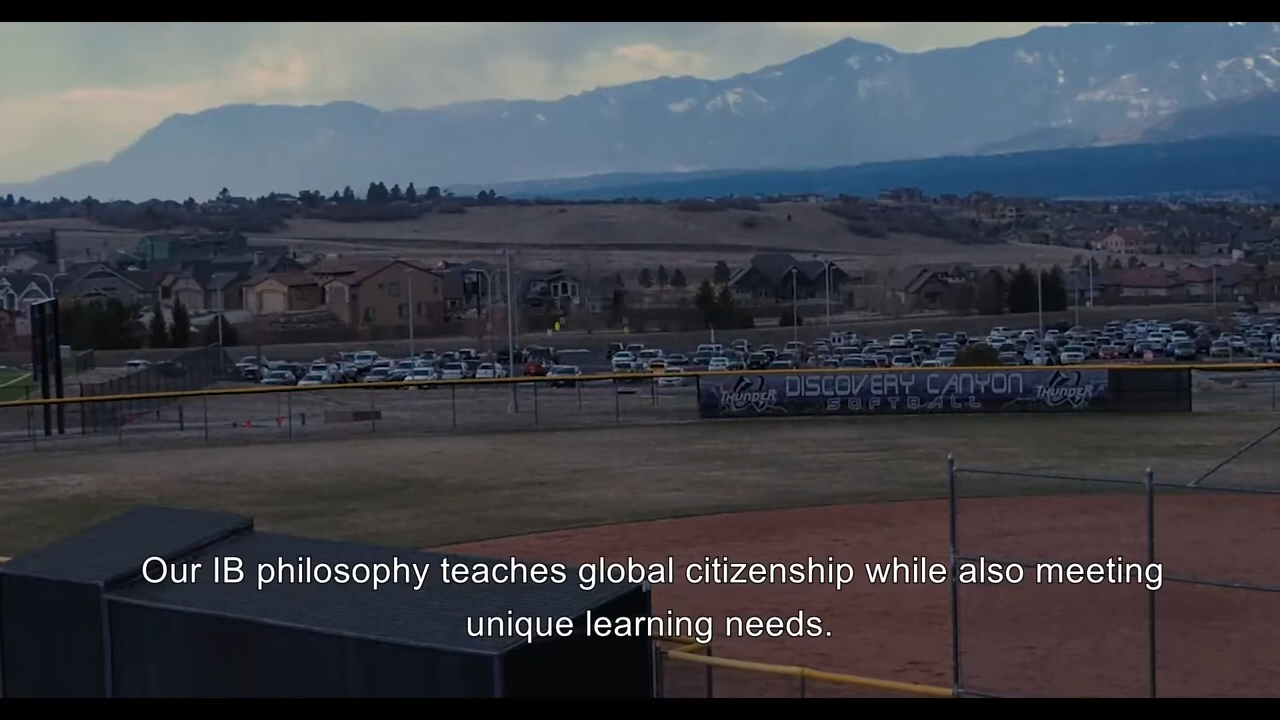 THUNDER DISCOVERY CANYON THUNDER
SOFTBALL
Our IB philosophy teaches global citizenship while also meeting
unique learning needs.